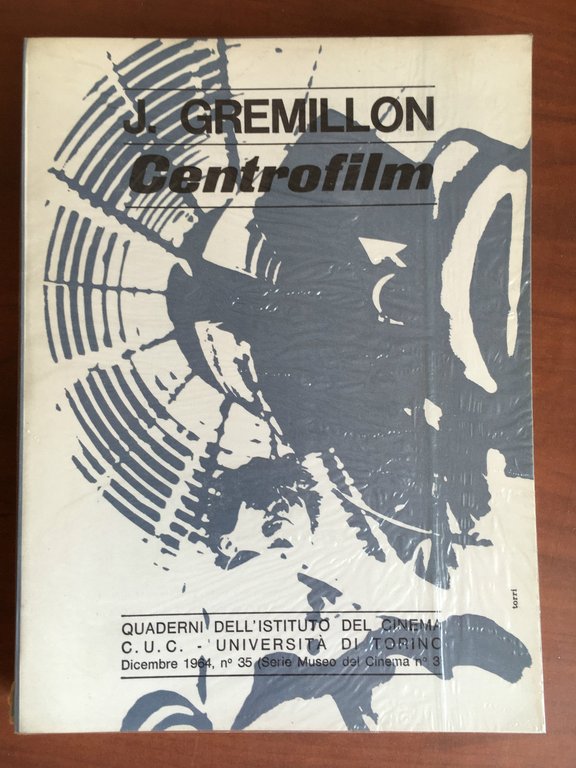 J. GREMILLON
Centrofilm
torri
QUADERNI DELL'ISTITUTO DEL CINEMA
C.U.C. - UNIVERSITÀ DI TORINO
Dicembre 1964, nº 35 (Serie Museo del Cinema nº 3